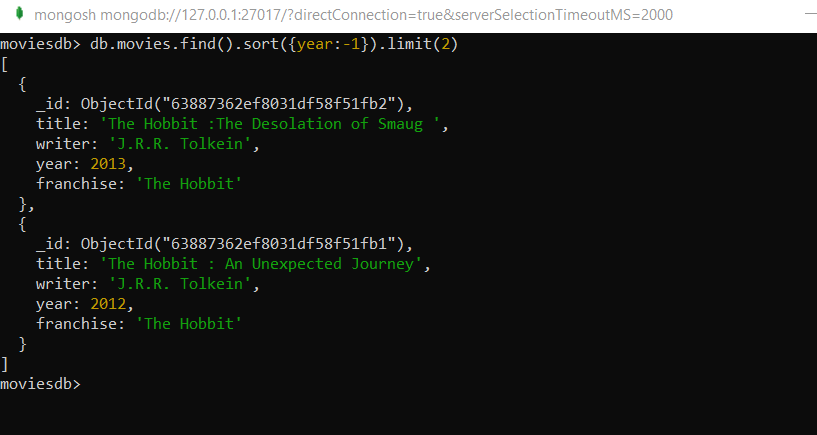 mongosh mongodb://127.0.0.1:27017/?directConnection=true&serverSelectionTimeoutMS=2000
moviesdb> db.movies.find().sort({year:-1}).limit(2)
[
  {
    _id: ObjectId("63887362ef8031df58f51fb2"),
    title: 'The Hobbit :The Desolation of Smaug ',
    writer: 'J.R.R. Tolkein',
    year: 2013,
    franchise: 'The Hobbit'
  },
  {
    _id: ObjectId("63887362ef8031df58f51fb1"),
    title: 'The Hobbit : An Unexpected Journey',
    writer: 'J.R.R. Tolkein',
    year: 2012,
    franchise: 'The Hobbit'
  }
]
moviesdb>